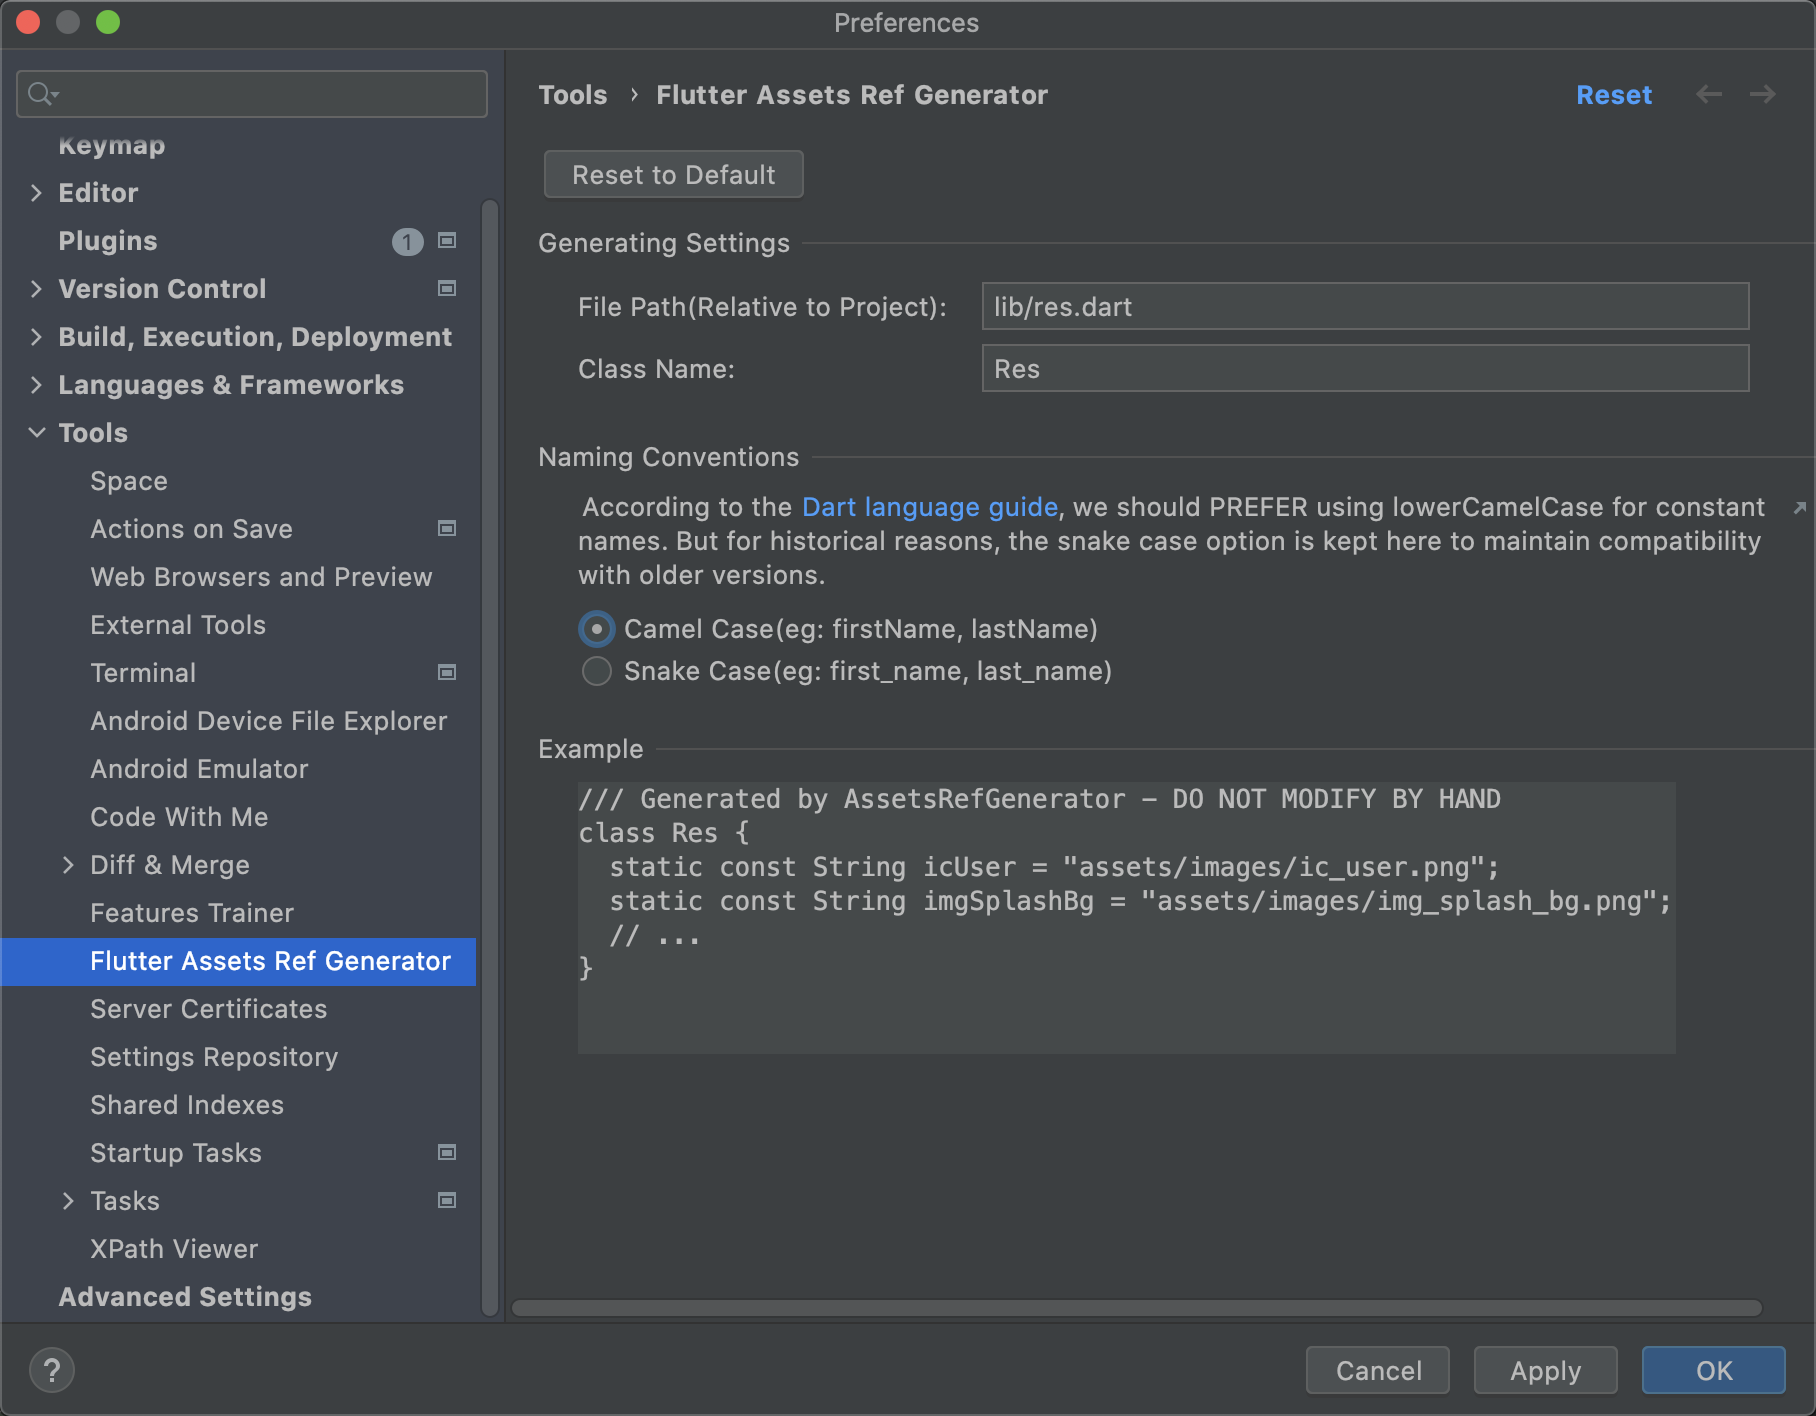 Preferences
Keymap
Editor
Plugins 1
Version Control
Build, Execution, Deployment
Languages & Frameworks
Tools
Space
Actions on Save
Web Browsers and Preview
External Tools
Terminal
Android Device File Explorer
Android Emulator
Code With Me
Diff & Merge
Features Trainer
Flutter Assets Ref Generator
Server Certificates
Settings Repository
Shared Indexes
Startup Tasks
Tasks
XPath Viewer
Advanced Settings
Tools › Flutter Assets Ref Generator Reset
Reset to Default
Generating Settings
File Path(Relative to Project): lib/res.dart
Class Name: Res
Naming Conventions
According to the Dart language guide, we should PREFER using lowerCamelCase for constant
names. But for historical reasons, the snake case option is kept here to maintain compatibility
with older versions.
Camel Case(eg: firstName, lastName)
Snake Case(eg: first_name, last_name)
Example
/// Generated by AssetsRefGenerator – DO NOT MODIFY BY HAND
class Res {
  static const String icUser = "assets/images/ic_user.png";
  static const String imgSplashBg = "assets/images/img_splash_bg.png";
  // ...
}
? Cancel Apply OK